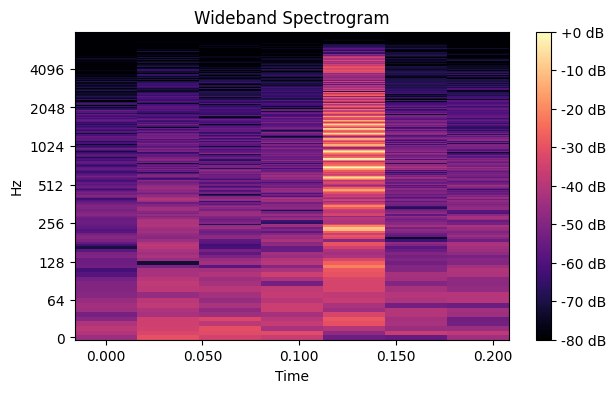 Wideband Spectrogram
Hz
4096
2048
1024
512
256
128
64
0
0.000 0.050 0.100 0.150 0.200
Time
+0 dB
-10 dB
-20 dB
-30 dB
-40 dB
-50 dB
-60 dB
-70 dB
-80 dB